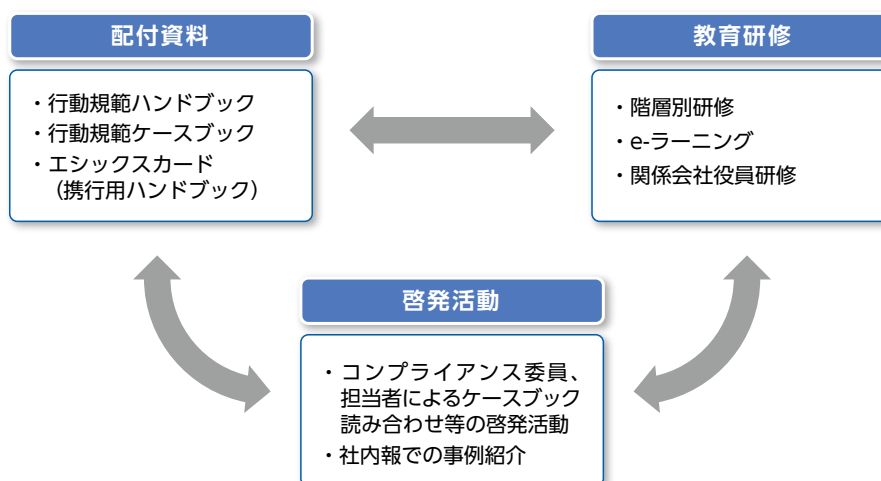 配付資料
・行動規範ハンドブック
・行動規範ケースブック
・エシックスカード
（携行用ハンドブック）
教育研修
・階層別研修
・e-ラーニング
・関係会社役員研修
啓発活動
・コンプライアンス委員、
担当者によるケースブック
読み合わせ等の啓発活動
・社内報での事例紹介